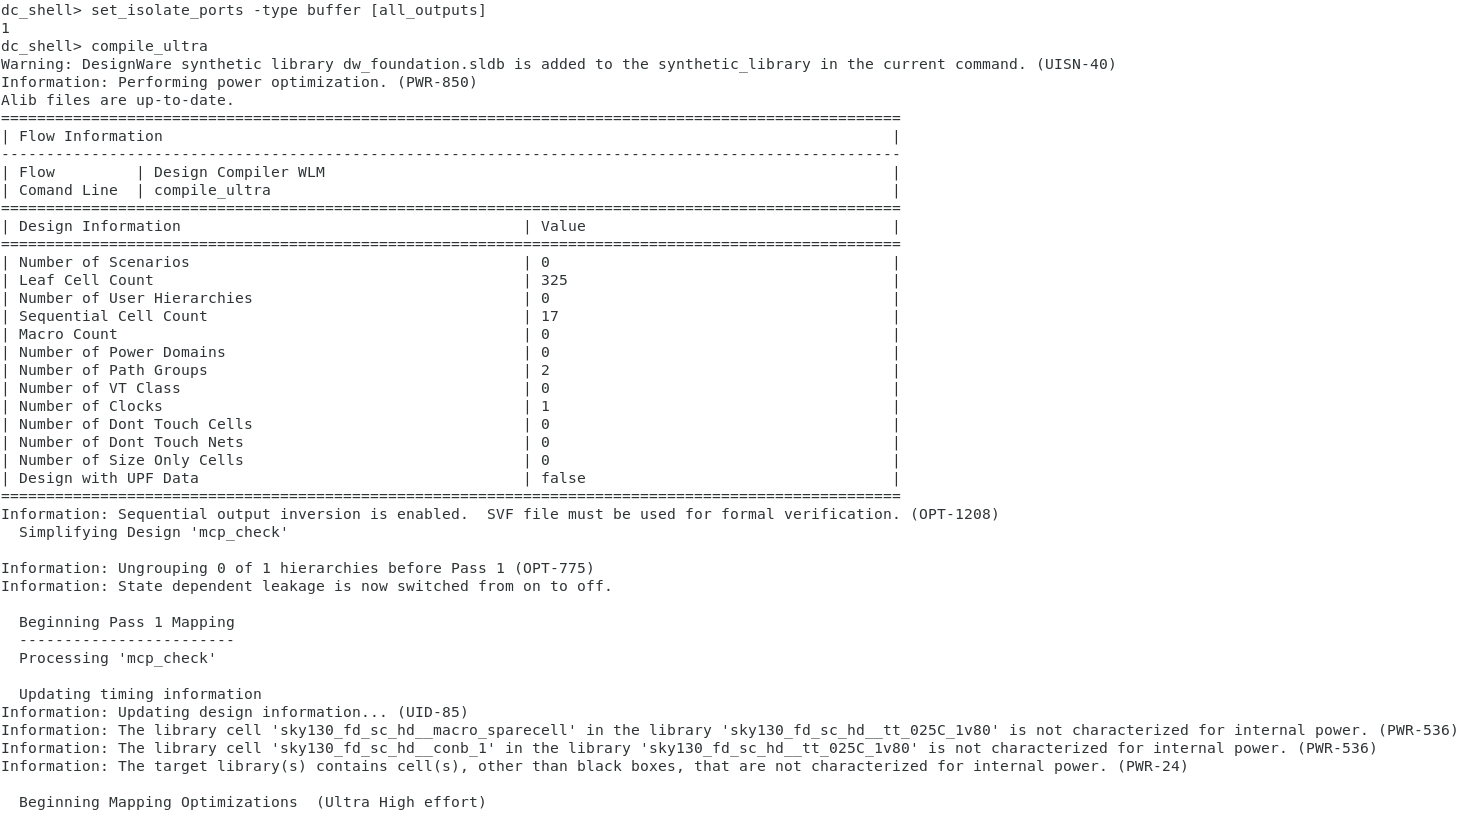 dc_shell> set_isolate_ports -type buffer [all_outputs]
1
dc_shell> compile_ultra
Warning: DesignWare synthetic library dw_foundation.sldb is added to the synthetic_library in the current command. (UISN-40)
Information: Performing power optimization. (PWR-850)
Alib files are up-to-date.
====================================================================================================
| Flow Information                                                                                 |
----------------------------------------------------------------------------------------------------
| Flow         | Design Compiler WLM                                                               |
| Comand Line  | compile_ultra                                                                     |
====================================================================================================
| Design Information                                      | Value                                  |
====================================================================================================
| Number of Scenarios                                     | 0                                      |
| Leaf Cell Count                                         | 325                                    |
| Number of User Hierarchies                              | 0                                      |
| Sequential Cell Count                                   | 17                                     |
| Macro Count                                             | 0                                      |
| Number of Power Domains                                 | 0                                      |
| Number of Path Groups                                   | 2                                      |
| Number of VT Class                                      | 0                                      |
| Number of Clocks                                        | 1                                      |
| Number of Dont Touch Cells                              | 0                                      |
| Number of Dont Touch Nets                               | 0                                      |
| Number of Size Only Cells                               | 0                                      |
| Design with UPF Data                                    | false                                  |
====================================================================================================
Information: Sequential output inversion is enabled.  SVF file must be used for formal verification. (OPT-1208)
  Simplifying Design 'mcp_check'

Information: Ungrouping 0 of 1 hierarchies before Pass 1 (OPT-775)
Information: State dependent leakage is now switched from on to off.

  Beginning Pass 1 Mapping
  ------------------------
  Processing 'mcp_check'

  Updating timing information
Information: Updating design information... (UID-85)
Information: The library cell 'sky130_fd_sc_hd__macro_sparecell' in the library 'sky130_fd_sc_hd__tt_025C_1v80' is not characterized for internal power. (PWR-536)
Information: The library cell 'sky130_fd_sc_hd__conb_1' in the library 'sky130_fd_sc_hd__tt_025C_1v80' is not characterized for internal power. (PWR-536)
Information: The target library(s) contains cell(s), other than black boxes, that are not characterized for internal power. (PWR-24)

  Beginning Mapping Optimizations  (Ultra High effort)